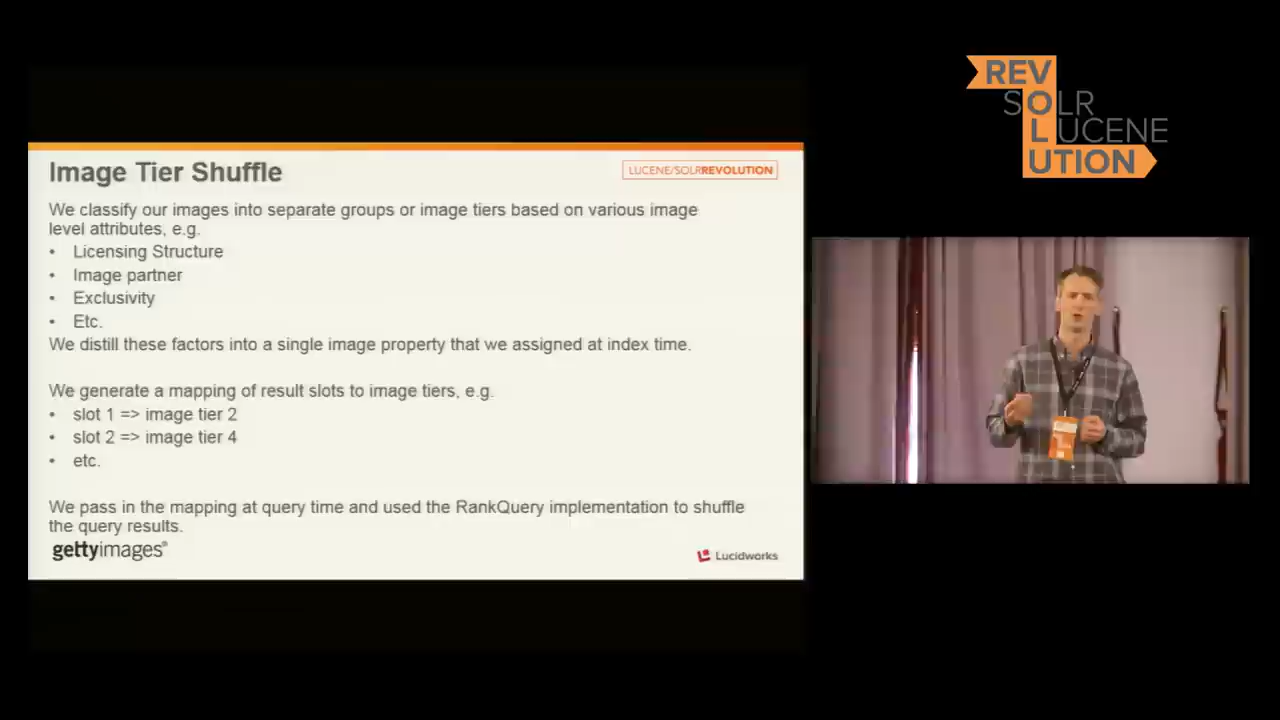 REV
SOLR
LUCENE
UTION
Image Tier Shuffle
LUCENE/SOLRREVOLUTION
We classify our images into separate groups or image tiers based on various image
level attributes, e.g.
• Licensing Structure
• Image partner
• Exclusivity
• Etc.
We distill these factors into a single image property that we assigned at index time.
We generate a mapping of result slots to image tiers, e.g.
• slot 1 => image tier 2
• slot 2 => image tier 4
• etc.
We pass in the mapping at query time and used the RankQuery implementation to shuffle
the query results.
gettyimages®
Lucidworks